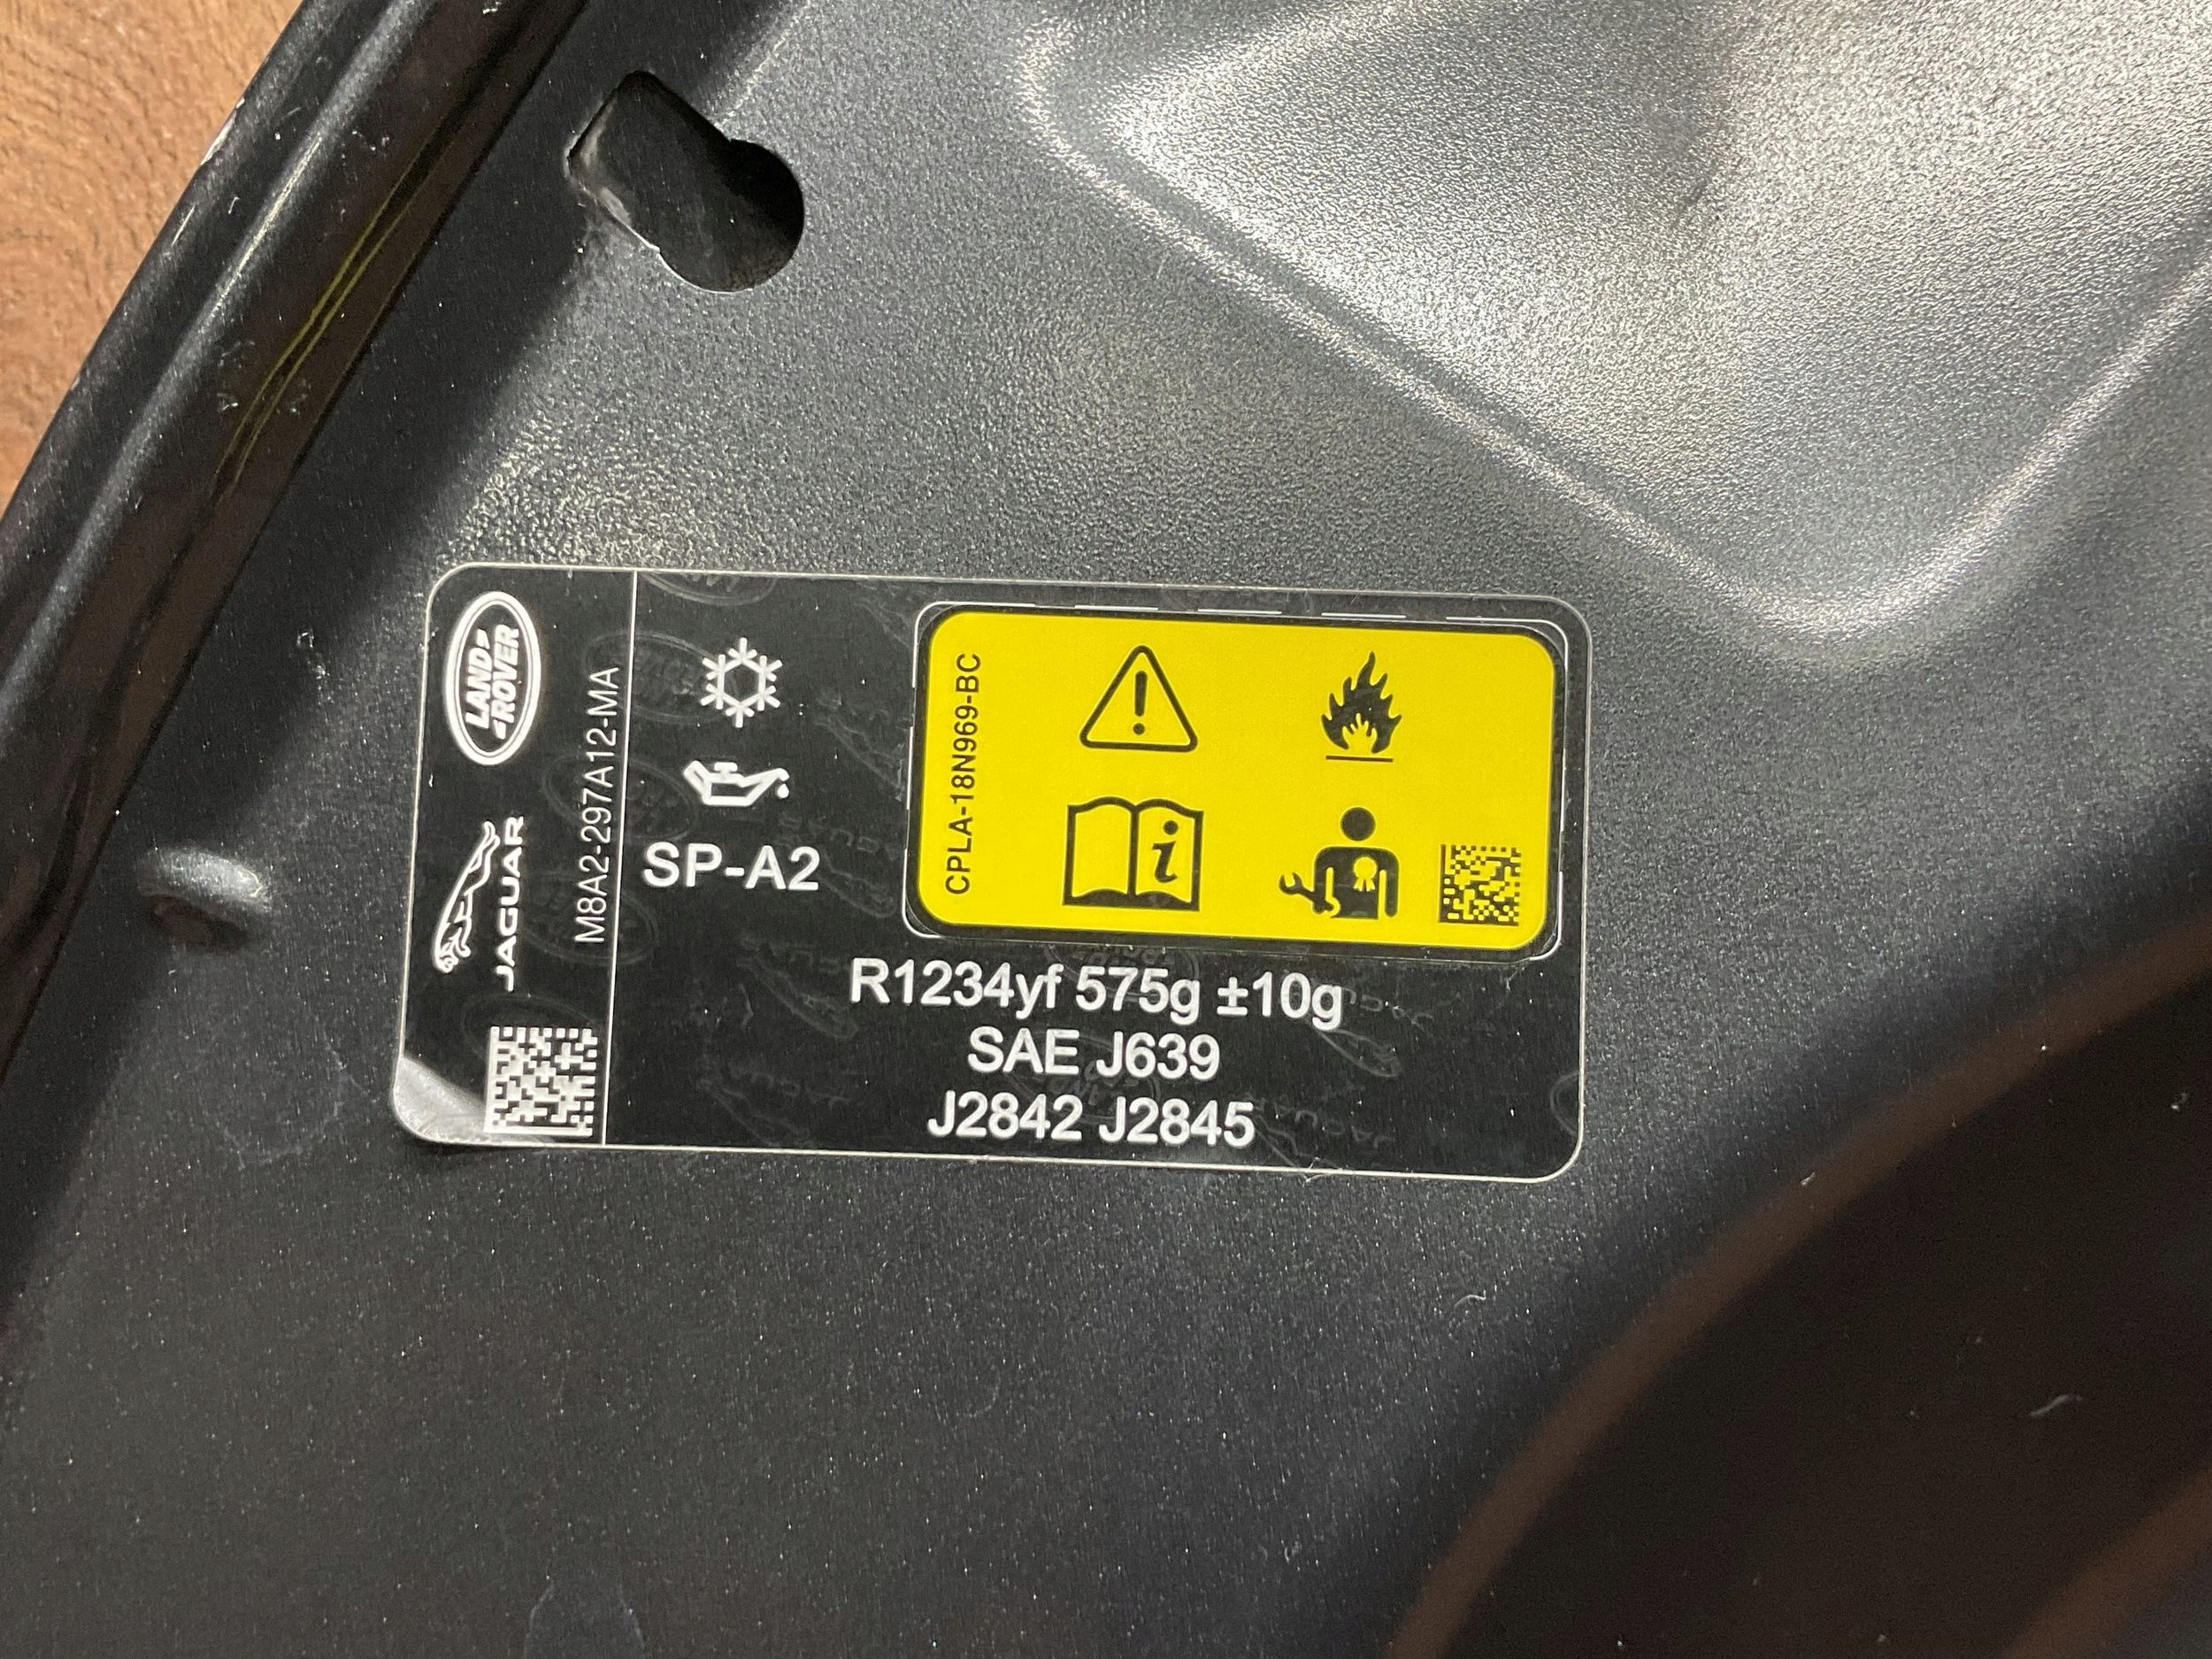 LAND
ROVER
JAGUAR
M8A2-297A12-MA
SP-A2
CPLA-18N969-BC
i
R1234yf 575g ±10g
SAE J639
J2842 J2845